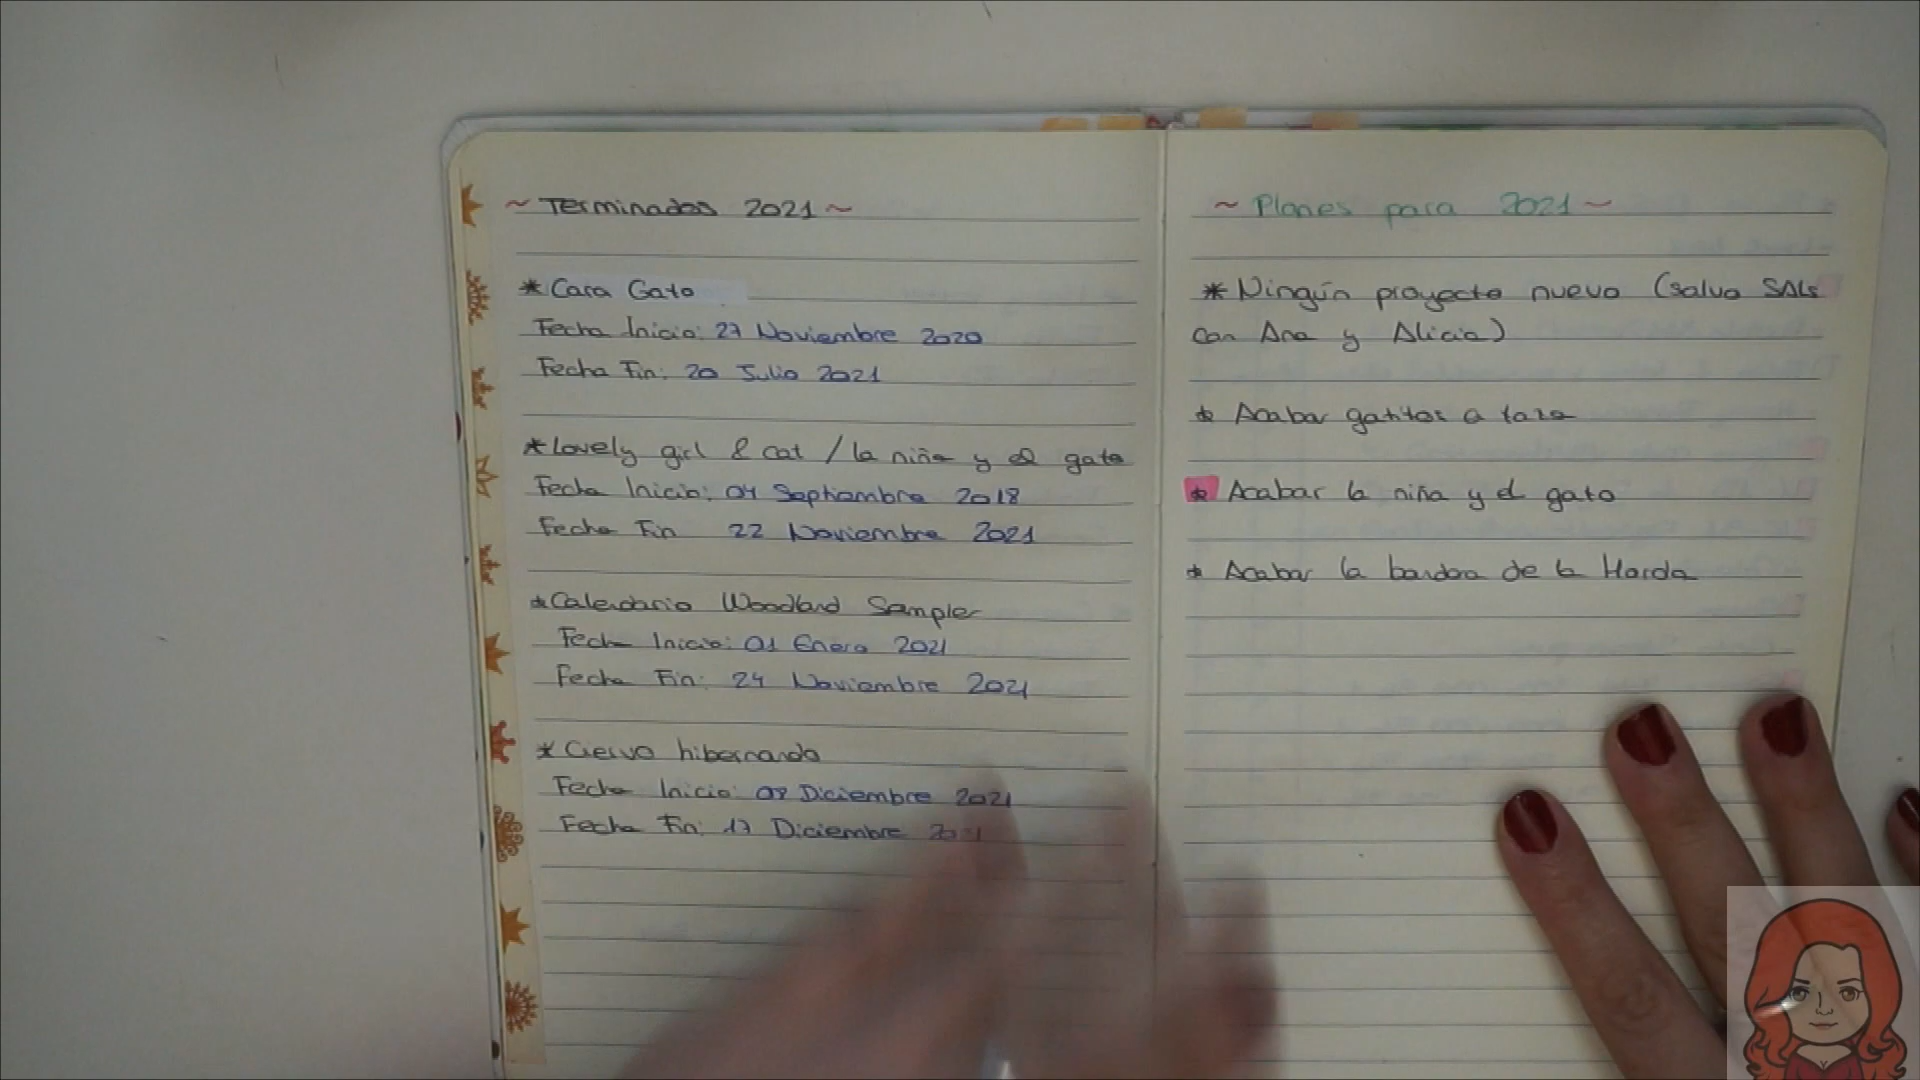 ~ Terminados 2021 ~
*Cara Gato
Fecha Inicio: 27 Noviembre 2020
Fecha Fin: 20 Julio 2021
*Lovely girl & cat / la niña y el gato
Fecha Inicio: 04 Septiembre 2018
Fecha Fin 22 Noviembre 2021
*Calendario Woodland Sampler
Fecha Inicio: 01 Enero 2021
Fecha Fin: 24 Noviembre 2021
*Ciervo hibernando
Fecha Inicio: Diciembre 2021
Fecha Fin: 17 Diciembre 2021
~ Planes para 2021 ~
*Ningún proyecto nuevo (salvo SALs
con Ana y Alicia)
* Acabar gatitos a taza
* Acabar la niña y el gato
* Acabar la bandera de la Horda